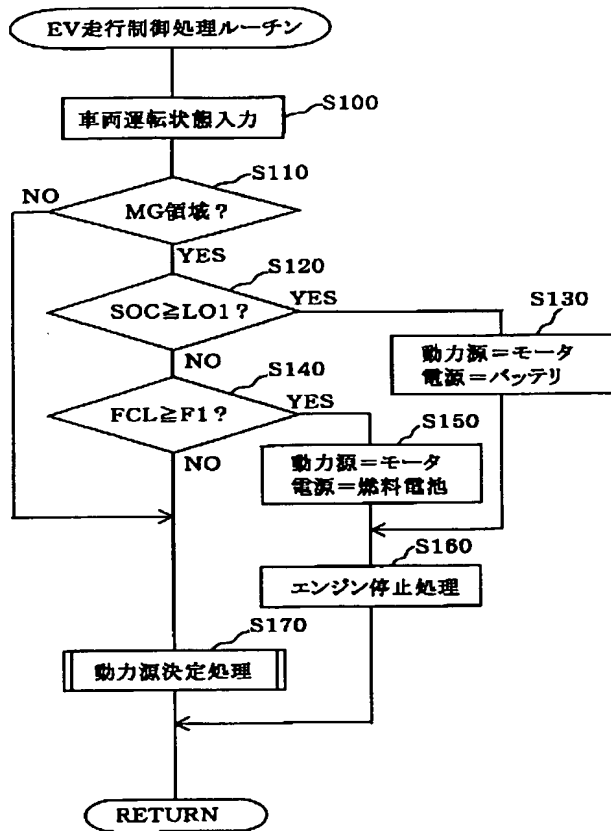 EV走行制御処理ルーチン
S100
車両運転状態入力
S110
NO
MG領域？
YES
S120
SOC≧LO1？
YES
S130
NO
動力源＝モータ
電源＝バッテリ
S140
FCL≧F1？
YES
S150
NO
動力源＝モータ
電源＝燃料電池
S160
エンジン停止処理
S170
動力源決定処理
RETURN